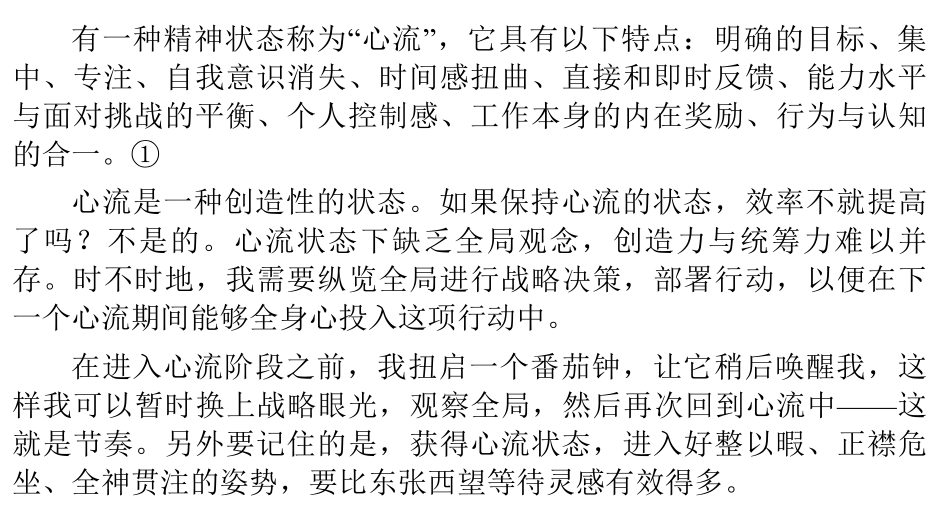 有一种精神状态称为“心流”，它具有以下特点：明确的目标、集
中、专注、自我意识消失、时间感扭曲、直接和即时反馈、能力水平
与面对挑战的平衡、个人控制感、工作本身的内在奖励、行为与认知
的合一。①
心流是一种创造性的状态。如果保持心流的状态，效率不就提高
了吗？不是的。心流状态下缺乏全局观念，创造力与统筹力难以并
存。时不时地，我需要纵览全局进行战略决策，部署行动，以便在下
一个心流期间能够全身心投入这项行动中。
在进入心流阶段之前，我扭启一个番茄钟，让它稍后唤醒我，这
样我可以暂时换上战略眼光，观察全局，然后再次回到心流中——这
就是节奏。另外要记住的是，获得心流状态，进入好整以暇、正襟危
坐、全神贯注的姿势，要比东张西望等待灵感有效得多。